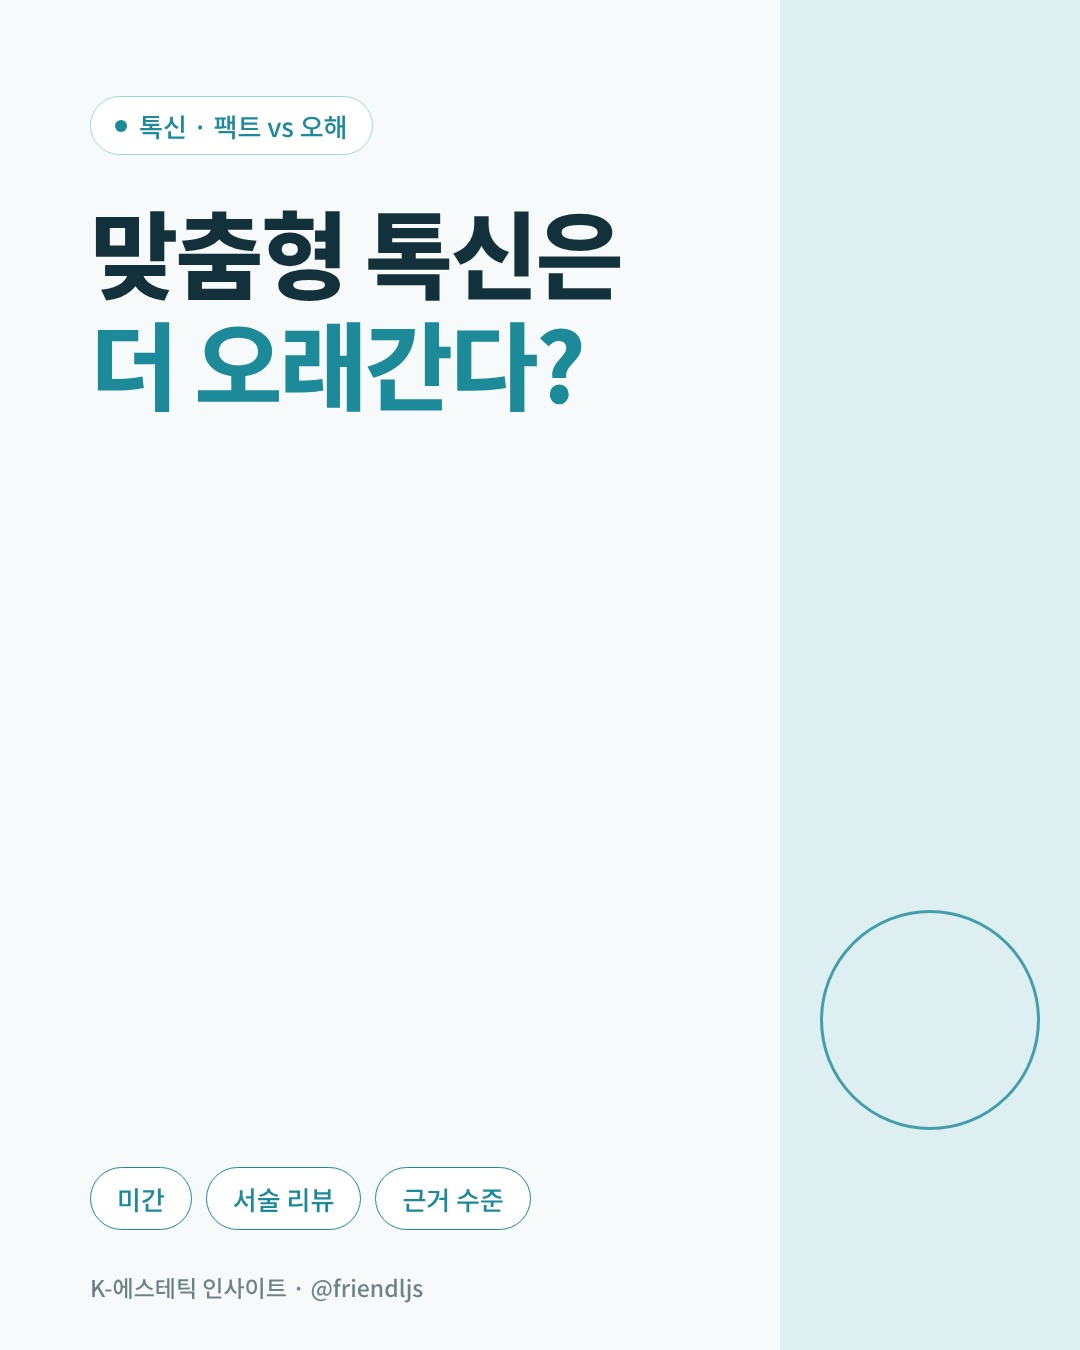 톡신 · 팩트 vs 오해
맞춤형 톡신은
더 오래간다?
미간
서술 리뷰
근거 수준
K-에스테틱 인사이트 · @friendljs